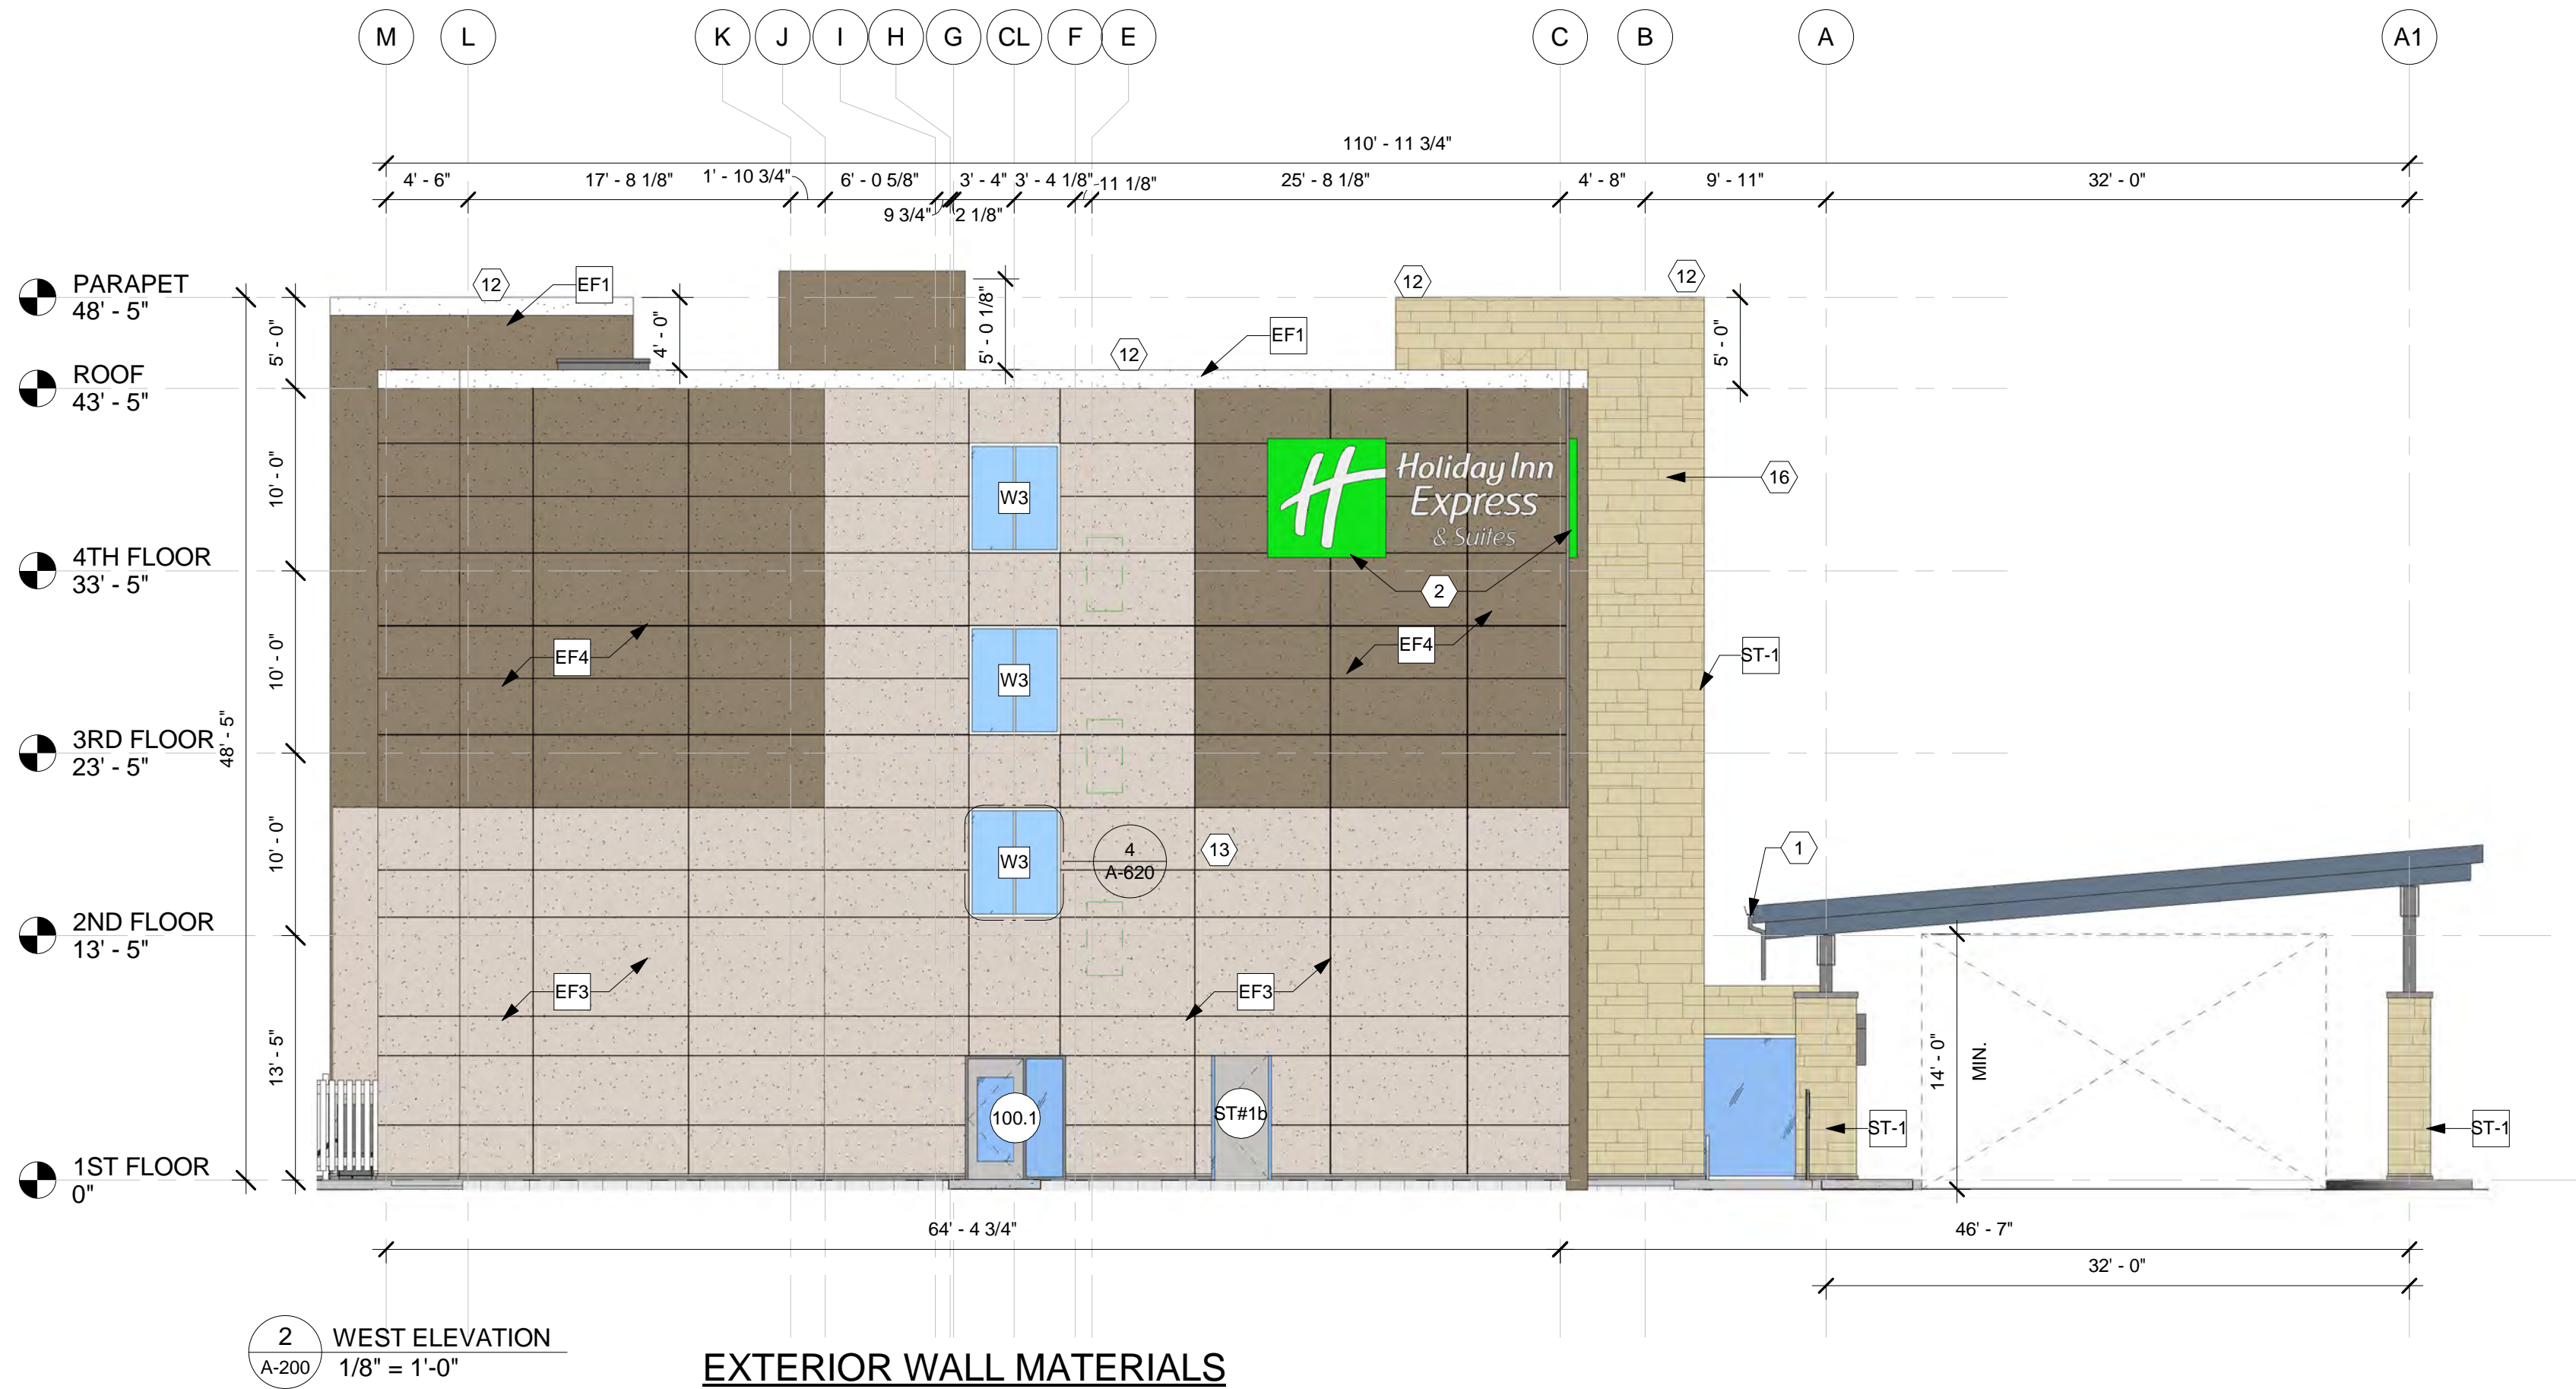 M L K J I H G CL F E C B A A1
110' - 11 3/4"
4' - 6" 17' - 8 1/8" 1' - 10 3/4" 6' - 0 5/8" 3' - 4" 3' - 4 1/8" 11 1/8" 25' - 8 1/8" 4' - 8" 9' - 11" 32' - 0"
9 3/4" 2 1/8"
PARAPET
48' - 5"
12 EF1
12 12
5' - 0" 4' - 0" 5' - 0 1/8" 5' - 0"
EF1
12
ROOF
43' - 5"
10' - 0"
W3
Holiday Inn
Express
& Suites
16
4TH FLOOR
33' - 5"
2
10' - 0"
EF4
W3
EF4
ST-1
3RD FLOOR
23' - 5"
48' - 5"
10' - 0"
W3
4
A-620
13
1
2ND FLOOR
13' - 5"
EF3
EF3
13' - 5"
14' - 0"
MIN.
100.1
ST#1b
ST-1
ST-1
1ST FLOOR
0"
64' - 4 3/4" 46' - 7"
32' - 0"
2
A-200
WEST ELEVATION
1/8" = 1'-0"
EXTERIOR WALL MATERIALS